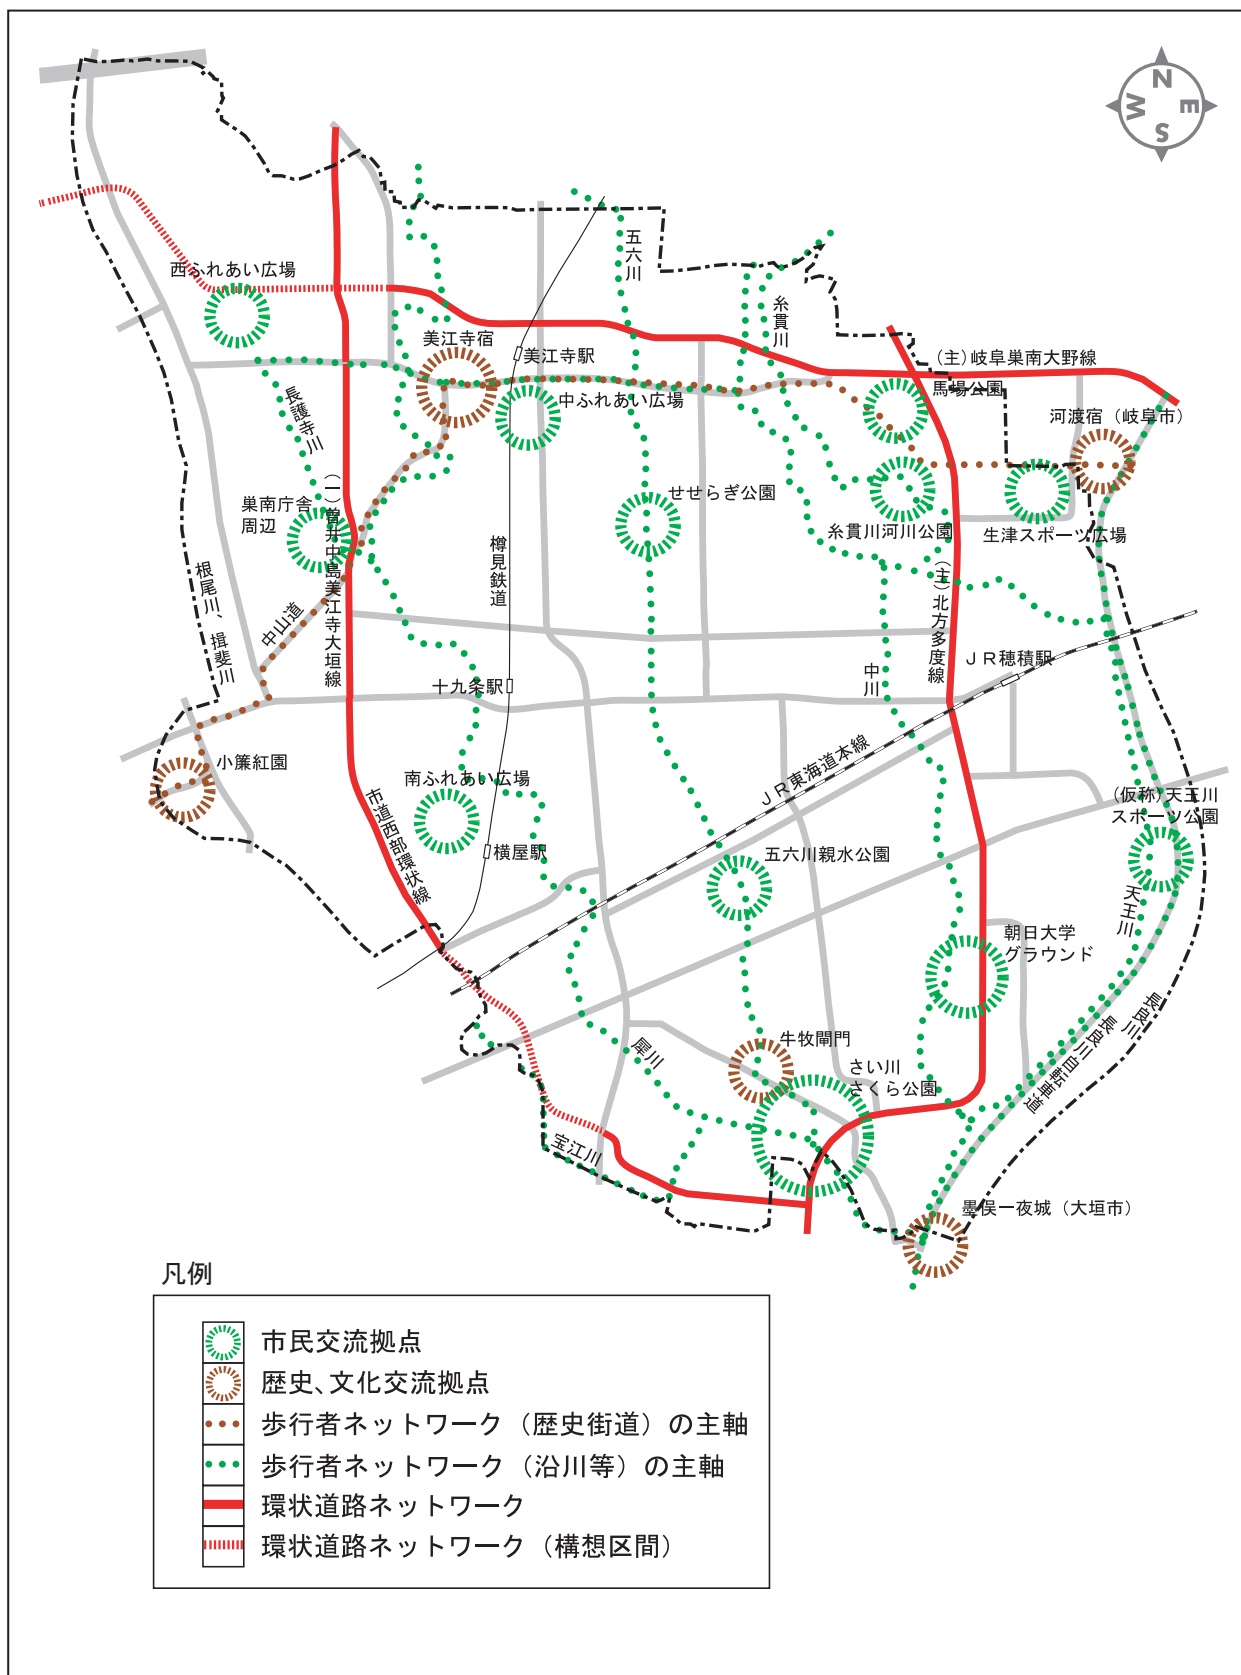 N
W
E
S
五六川
糸貫川
西ふれあい広場
美江寺宿
美江寺駅
(主)岐阜巣南大野線
馬場公園
中ふれあい広場
河渡宿（岐阜市）
長護寺川
せせらぎ公園
巣南庁舎
周辺
(一)曽井中島美江寺大垣線
糸貫川河川公園
生津スポーツ広場
樽見鉄道
根尾川、揖斐川
中山道
(主)北方多度線
ＪＲ穂積駅
中川
十九条駅
小簾紅園
南ふれあい広場
ＪＲ東海道本線
市道西部環状線
(仮称)天王川
スポーツ公園
横屋駅
五六川親水公園
天王川
朝日大学
グラウンド
長良川
長良川自転車道
牛牧閘門
犀川
さい川
さくら公園
宝江川
墨俣一夜城（大垣市）
凡例
市民交流拠点
歴史、文化交流拠点
歩行者ネットワーク（歴史街道）の主軸
歩行者ネットワーク（沿川等）の主軸
環状道路ネットワーク
環状道路ネットワーク（構想区間）